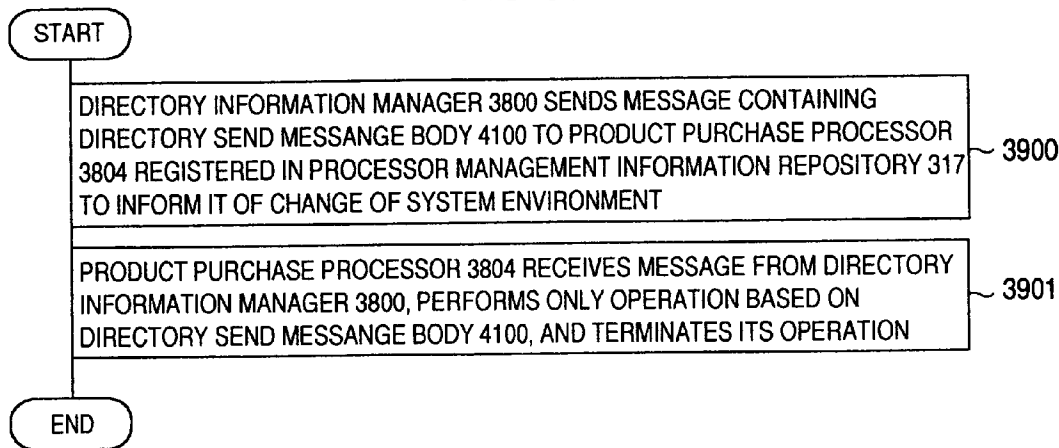 START
DIRECTORY INFORMATION MANAGER 3800 SENDS MESSAGE CONTAINING
DIRECTORY SEND MESSANGE BODY 4100 TO PRODUCT PURCHASE PROCESSOR
3804 REGISTERED IN PROCESSOR MANAGEMENT INFORMATION REPOSITORY 317
TO INFORM IT OF CHANGE OF SYSTEM ENVIRONMENT
3900
PRODUCT PURCHASE PROCESSOR 3804 RECEIVES MESSAGE FROM DIRECTORY
INFORMATION MANAGER 3800, PERFORMS ONLY OPERATION BASED ON
DIRECTORY SEND MESSANGE BODY 4100, AND TERMINATES ITS OPERATION
3901
END